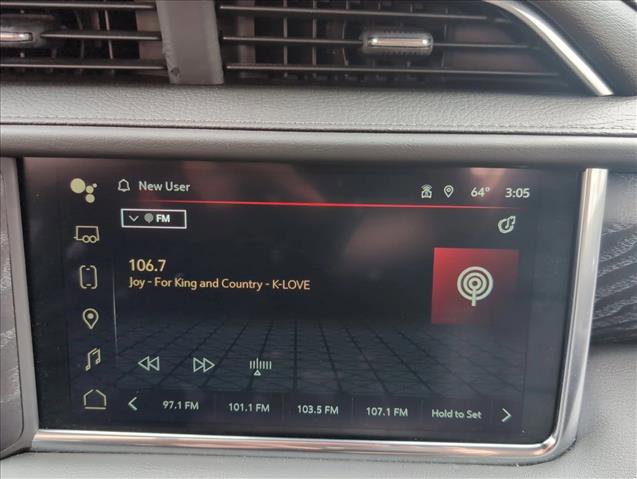 New User 64° 3:05
FM
106.7
Joy - For King and Country - K-LOVE
97.1 FM 101.1 FM 103.5 FM 107.1 FM Hold to Set